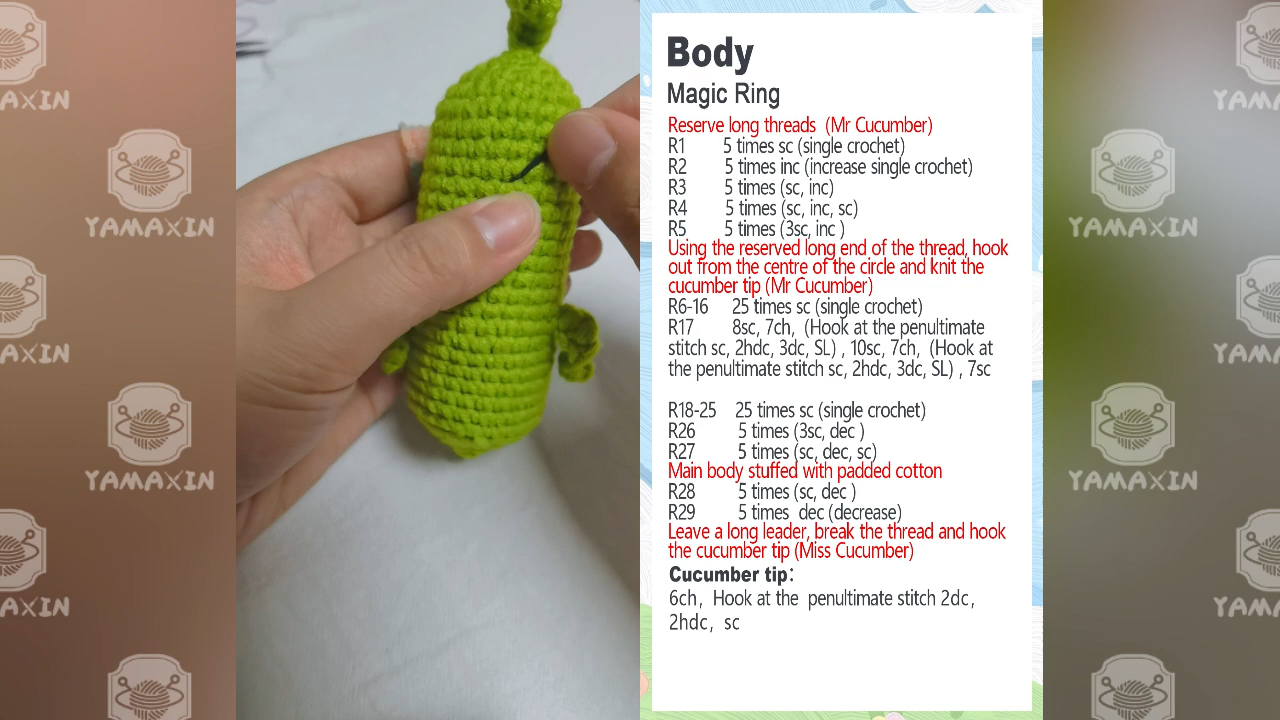 Body
Magic Ring
Reserve long threads (Mr Cucumber)
R1 5 times sc (single crochet)
R2 5 times inc (increase single crochet)
R3 5 times (sc, inc)
R4 5 times (sc, inc, sc)
R5 5 times (3sc, inc )
Using the reserved long end of the thread, hook
out from the centre of the circle and knit the
cucumber tip (Mr Cucumber)
R6-16 25 times sc (single crochet)
R17 8sc, 7ch, (Hook at the penultimate
stitch sc, 2hdc, 3dc, SL) , 10sc, 7ch, (Hook at
the penultimate stitch sc, 2hdc, 3dc, SL) , 7sc
R18-25 25 times sc (single crochet)
R26 5 times (3sc, dec )
R27 5 times (sc, dec, sc)
Main body stuffed with padded cotton
R28 5 times (sc, dec )
R29 5 times dec (decrease)
Leave a long leader, break the thread and hook
the cucumber tip (Miss Cucumber)
Cucumber tip:
6ch, Hook at the penultimate stitch 2dc,
2hdc, sc
AMAXIN
YAMAXIN
AMAXIN
YAMAXIN
AMAXIN
YAMA
YAMAXIN
YAMA
YAMAXIN
YAMA